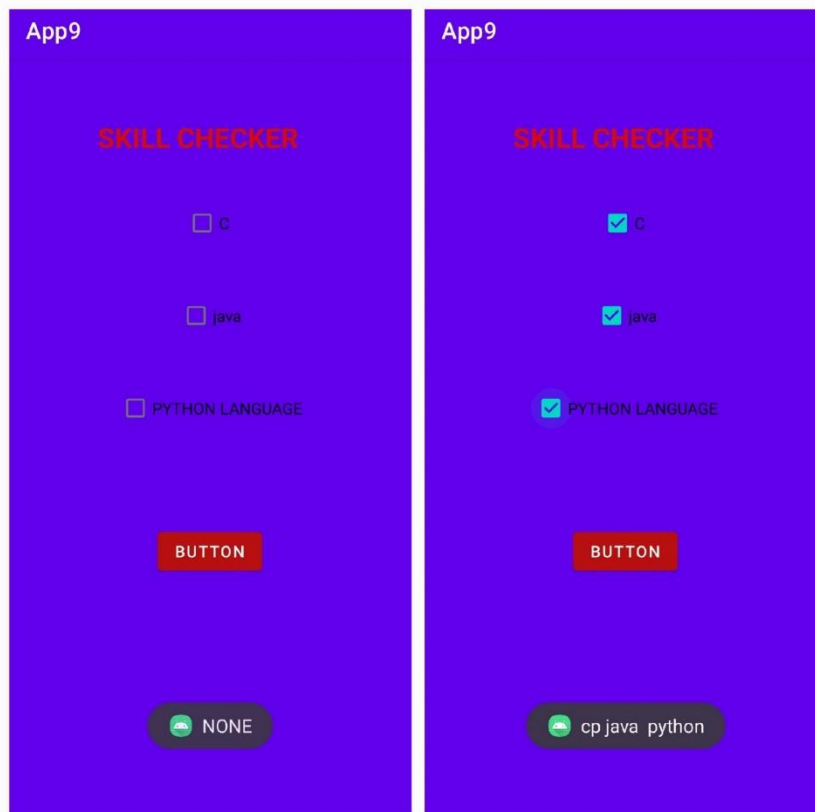 App9
SKILL CHECKER
C
java
PYTHON LANGUAGE
BUTTON
NONE
App9
SKILL CHECKER
C
java
PYTHON LANGUAGE
BUTTON
cp java  python